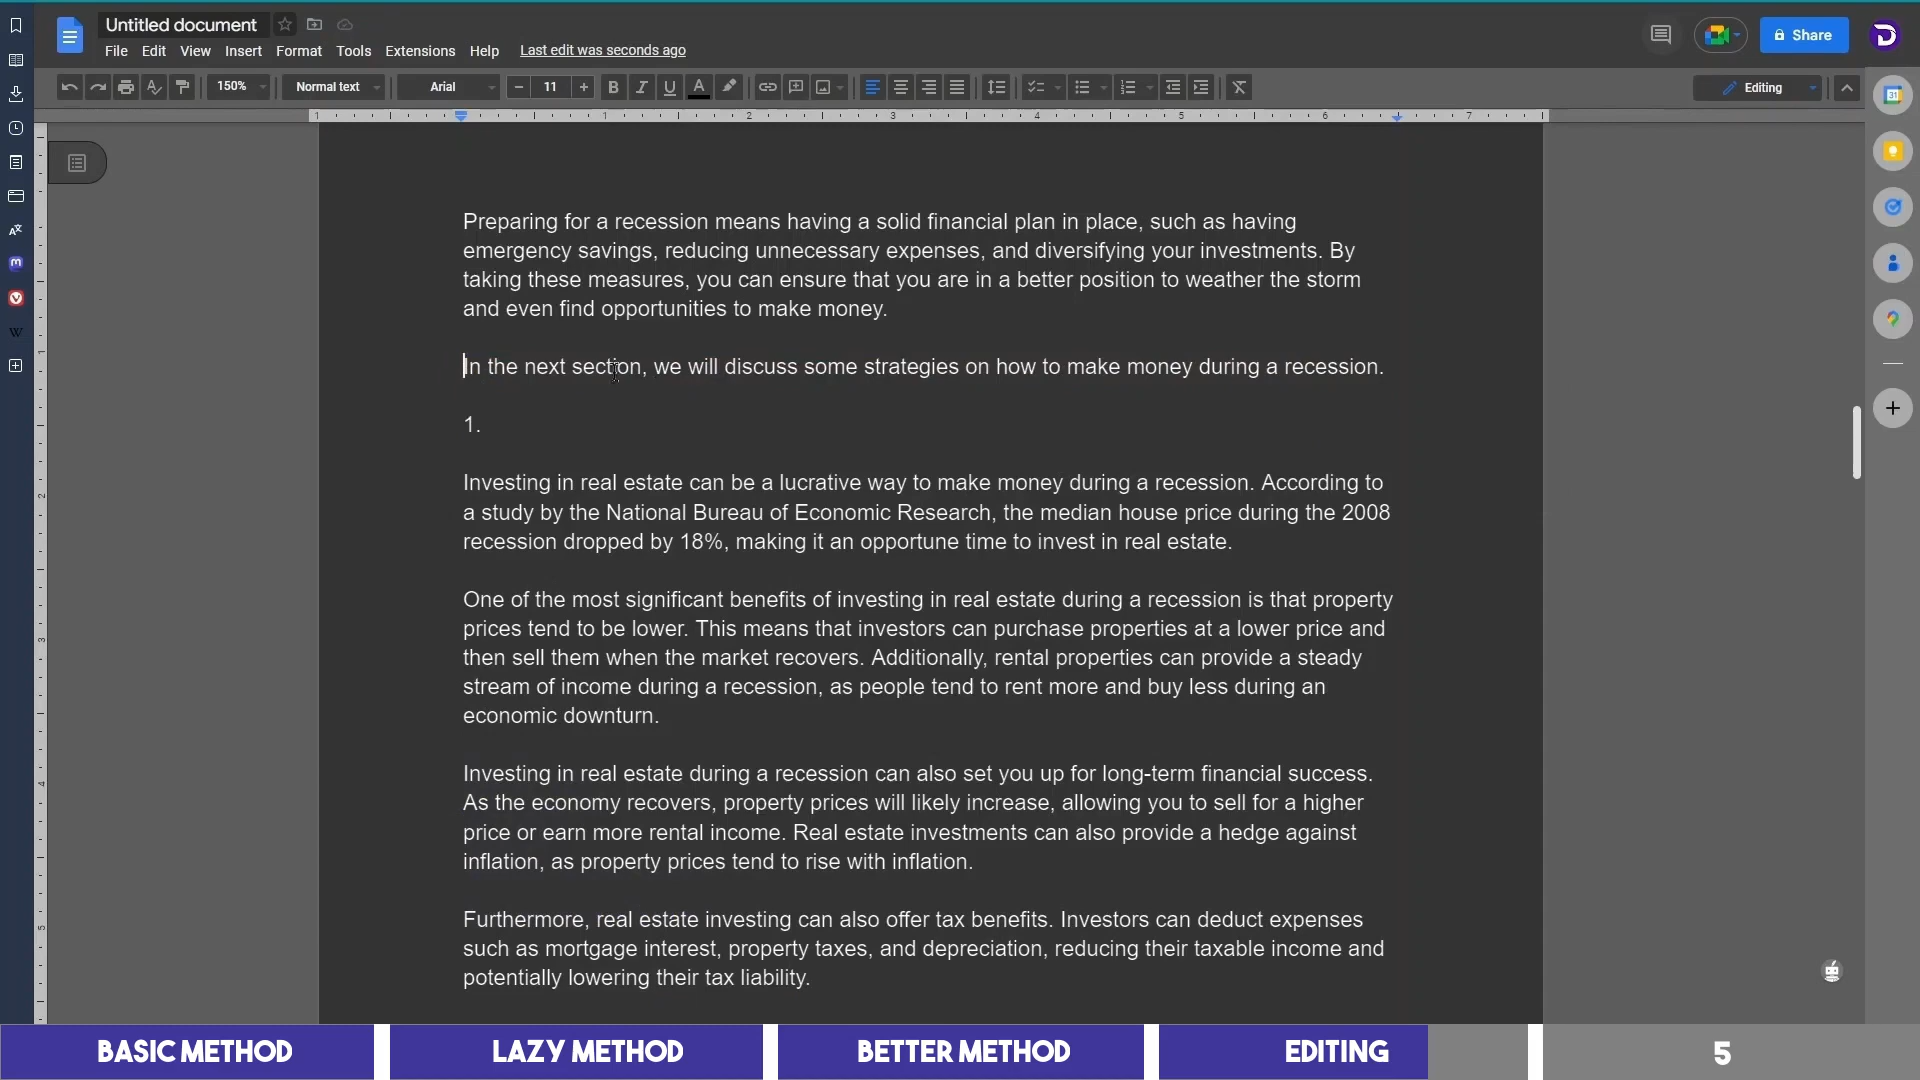 Untitled document
File Edit View Insert Format Tools Extensions Help Last edit was seconds ago
Share
150% Normal text Arial 11 B I U A Editing
1 1 2 3 4 5 6 7
31
Preparing for a recession means having a solid financial plan in place, such as having
emergency savings, reducing unnecessary expenses, and diversifying your investments. By
taking these measures, you can ensure that you are in a better position to weather the storm
and even find opportunities to make money.
In the next section, we will discuss some strategies on how to make money during a recession.
1.
Investing in real estate can be a lucrative way to make money during a recession. According to
a study by the National Bureau of Economic Research, the median house price during the 2008
recession dropped by 18%, making it an opportune time to invest in real estate.
One of the most significant benefits of investing in real estate during a recession is that property
prices tend to be lower. This means that investors can purchase properties at a lower price and
then sell them when the market recovers. Additionally, rental properties can provide a steady
stream of income during a recession, as people tend to rent more and buy less during an
economic downturn.
Investing in real estate during a recession can also set you up for long-term financial success.
As the economy recovers, property prices will likely increase, allowing you to sell for a higher
price or earn more rental income. Real estate investments can also provide a hedge against
inflation, as property prices tend to rise with inflation.
Furthermore, real estate investing can also offer tax benefits. Investors can deduct expenses
such as mortgage interest, property taxes, and depreciation, reducing their taxable income and
potentially lowering their tax liability.
BASIC METHOD LAZY METHOD BETTER METHOD EDITING 5